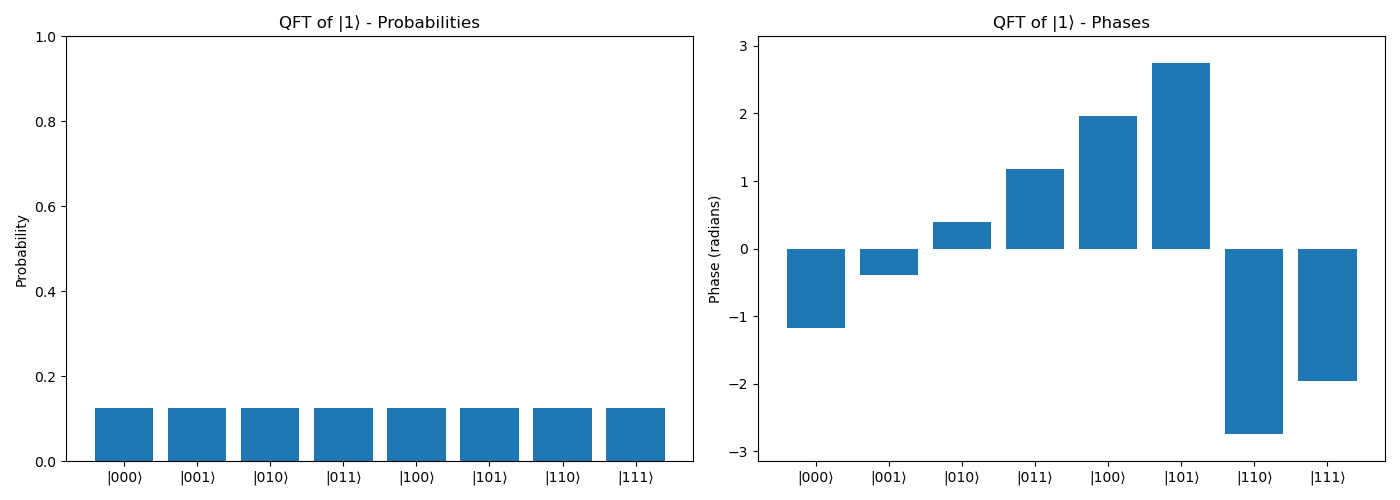 QFT of |1⟩ - Probabilities
Probability
1.0
0.8
0.6
0.4
0.2
0.0
|000⟩ |001⟩ |010⟩ |011⟩ |100⟩ |101⟩ |110⟩ |111⟩
QFT of |1⟩ - Phases
Phase (radians)
3
2
1
0
−1
−2
−3
|000⟩ |001⟩ |010⟩ |011⟩ |100⟩ |101⟩ |110⟩ |111⟩